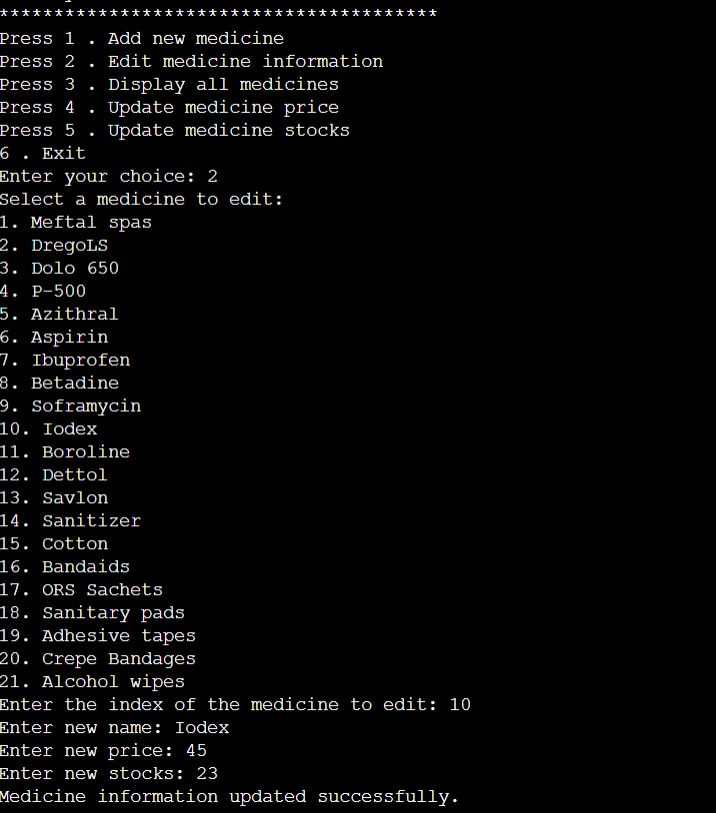 ****************************************
Press 1 . Add new medicine
Press 2 . Edit medicine information
Press 3 . Display all medicines
Press 4 . Update medicine price
Press 5 . Update medicine stocks
6 . Exit
Enter your choice: 2
Select a medicine to edit:
1. Meftal spas
2. DregoLS
3. Dolo 650
4. P-500
5. Azithral
6. Aspirin
7. Ibuprofen
8. Betadine
9. Soframycin
10. Iodex
11. Boroline
12. Dettol
13. Savlon
14. Sanitizer
15. Cotton
16. Bandaids
17. ORS Sachets
18. Sanitary pads
19. Adhesive tapes
20. Crepe Bandages
21. Alcohol wipes
Enter the index of the medicine to edit: 10
Enter new name: Iodex
Enter new price: 45
Enter new stocks: 23
Medicine information updated successfully.